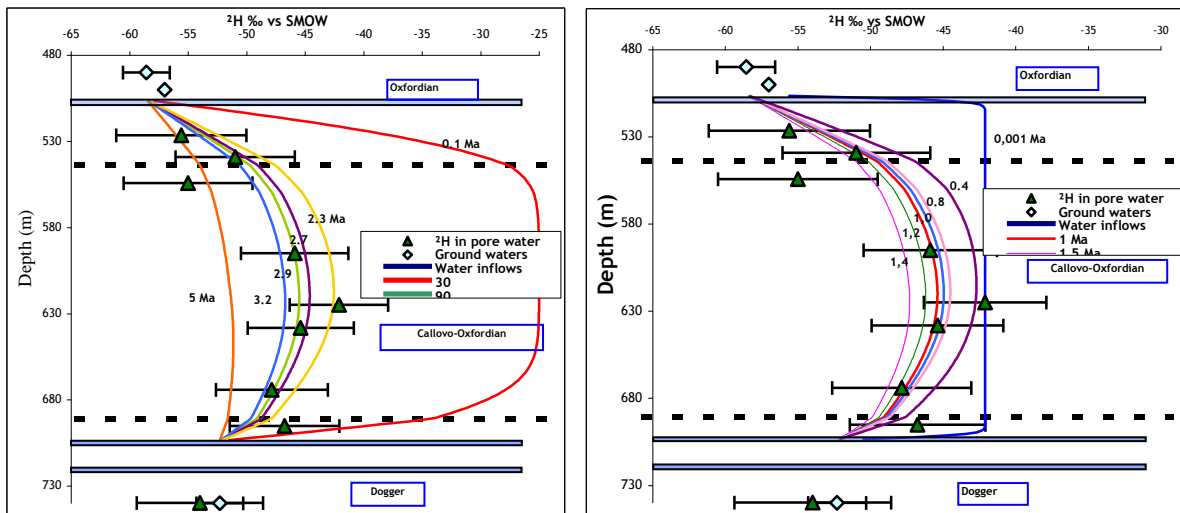 ²H ‰ vs SMOW
-65 -60 -55 -50 -45 -40 -35 -30 -25
480
530
580
630
680
730
Depth (m)
Oxfordian
0,1 Ma
2.3 Ma
2.7
2.9
3.2
5 Ma
²H in pore water
Ground waters
Water inflows
30
90
Callovo-Oxfordian
Dogger
²H ‰ vs SMOW
-65 -60 -55 -50 -45 -40 -35 -30
480
530
580
630
680
730
Depth (m)
Oxfordian
0,001 Ma
0.4
0.8
1,0
1,2
1,4
²H in pore water
Ground waters
Water inflows
1 Ma
1.5 Ma
Callovo-Oxfordian
Dogger